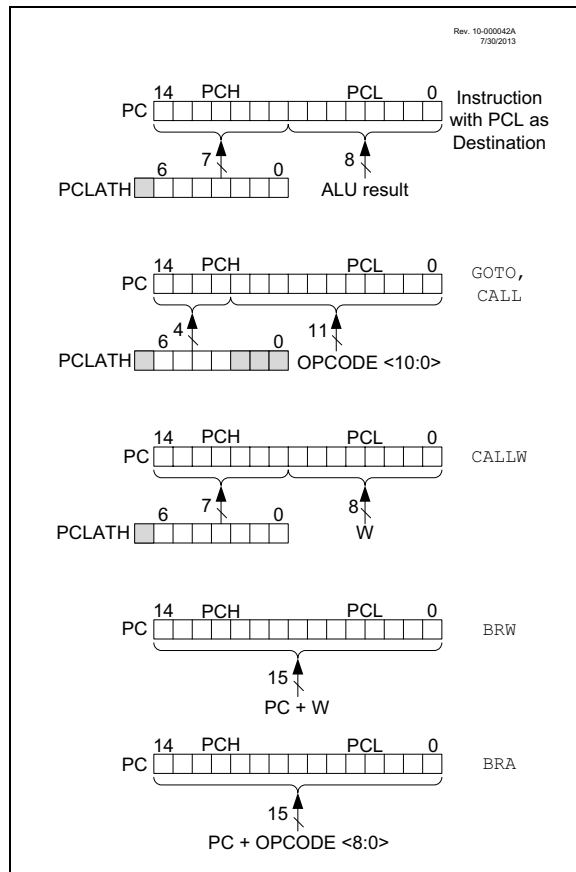 Rev. 10-000042A
7/30/2013
14 PCH PCL 0
PC
Instruction
with PCL as
Destination
7 8
6 0
PCLATH
ALU result
14 PCH PCL 0
PC
GOTO,
CALL
4 11
6 0
PCLATH
OPCODE <10:0>
14 PCH PCL 0
PC
CALLW
7 8
6 0
PCLATH
W
14 PCH PCL 0
PC
BRW
15
PC + W
14 PCH PCL 0
PC
BRA
15
PC + OPCODE <8:0>